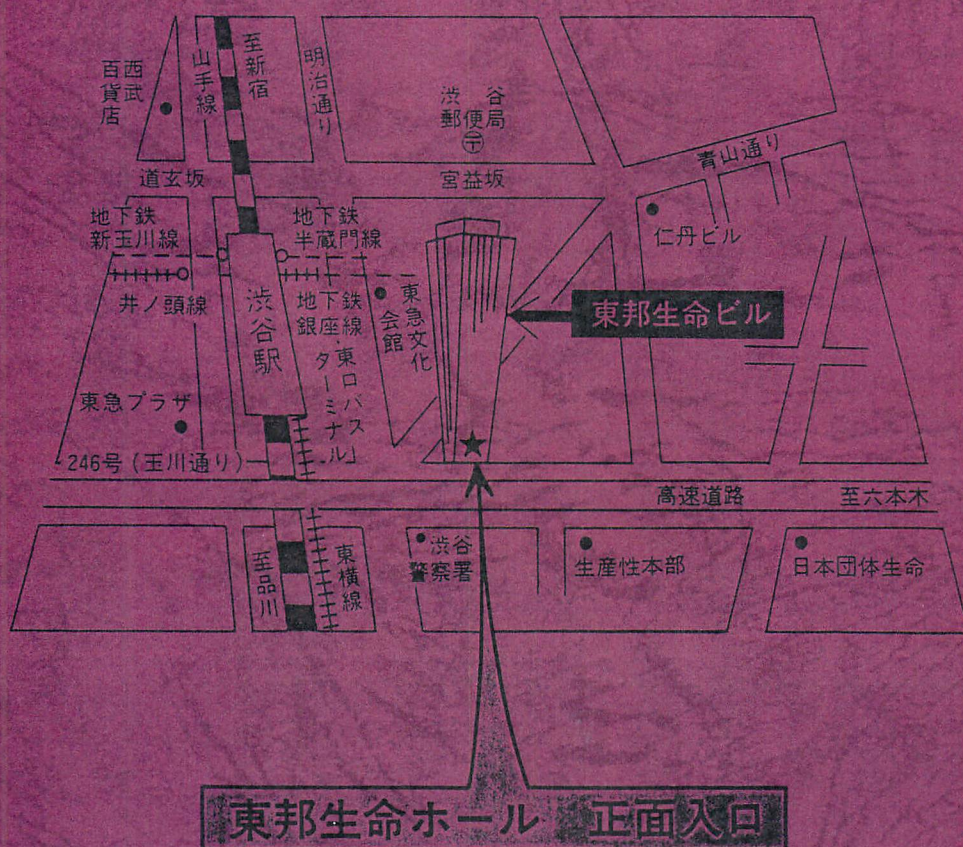 西武
百貨店
山手線
至新宿
明治通り
渋谷
郵便局
〒
青山通り
道玄坂
宮益坂
地下鉄
新玉川線
地下鉄
半蔵門線
仁丹ビル
井ノ頭線
渋谷駅
地下鉄
銀座線
東急文化
会館
東邦生命ビル
東口バス
ターミナル
東急プラザ
246号(玉川通り)
高速道路
至六本木
至品川
東横線
渋谷
警察署
生産性本部
日本団体生命
東邦生命ホール 正面入口